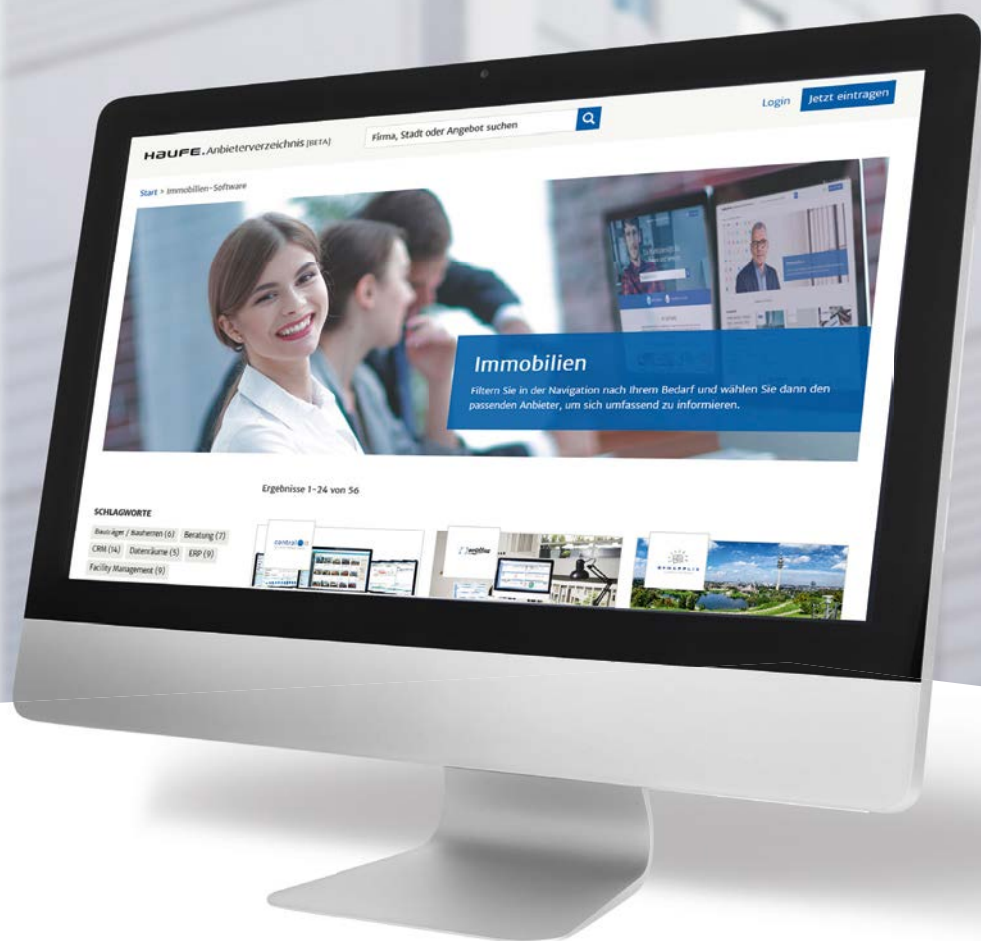 HAUFE.Anbieterverzeichnis [BETA]
Firma, Stadt oder Angebot suchen
Login
Jetzt eintragen
Start > Immobilien-Software
Immobilien
Filtern Sie in der Navigation nach Ihrem Bedarf und wählen Sie dann den
passenden Anbieter, um sich umfassend zu informieren.
Ergebnisse 1-24 von 56
SCHLAGWORTE
Bauträger / Bauherren (6) Beratung (7)
CRM (14) Datenräume (5) ERP (9)
Facility Management (9)